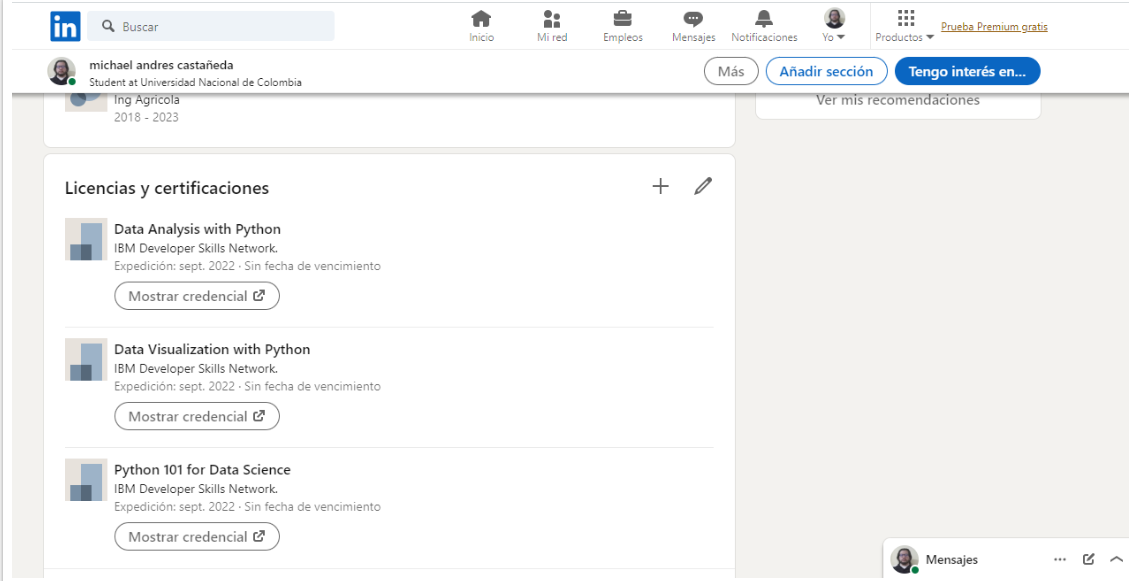 in
Buscar
Inicio
Mi red
Empleos
Mensajes
Notificaciones
Yo
Productos
Prueba Premium gratis
michael andres castañeda
Student at Universidad Nacional de Colombia
Más
Añadir sección
Tengo interés en...
Ing Agricola
2018 - 2023
Ver mis recomendaciones
Licencias y certificaciones
Data Analysis with Python
IBM Developer Skills Network.
Expedición: sept. 2022 · Sin fecha de vencimiento
Mostrar credencial
Data Visualization with Python
IBM Developer Skills Network.
Expedición: sept. 2022 · Sin fecha de vencimiento
Mostrar credencial
Python 101 for Data Science
IBM Developer Skills Network.
Expedición: sept. 2022 · Sin fecha de vencimiento
Mostrar credencial
Mensajes